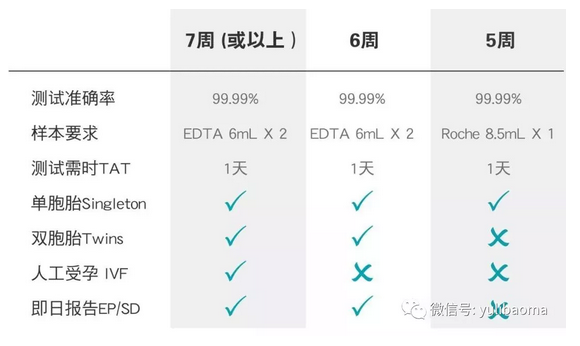 7周 (或以上) 6周 5周
测试准确率 99.99% 99.99% 99.99%
样本要求 EDTA 6mL X 2 EDTA 6mL X 2 Roche 8.5mL X 1
测试需时TAT 1天 1天 1天
单胞胎Singleton ✓ ✓ ✓
双胞胎Twins ✓ ✓ ✗
人工受孕 IVF ✓ ✗ ✗
即日报告EP/SD ✓ ✓ ✗
微信号: yunbaoma